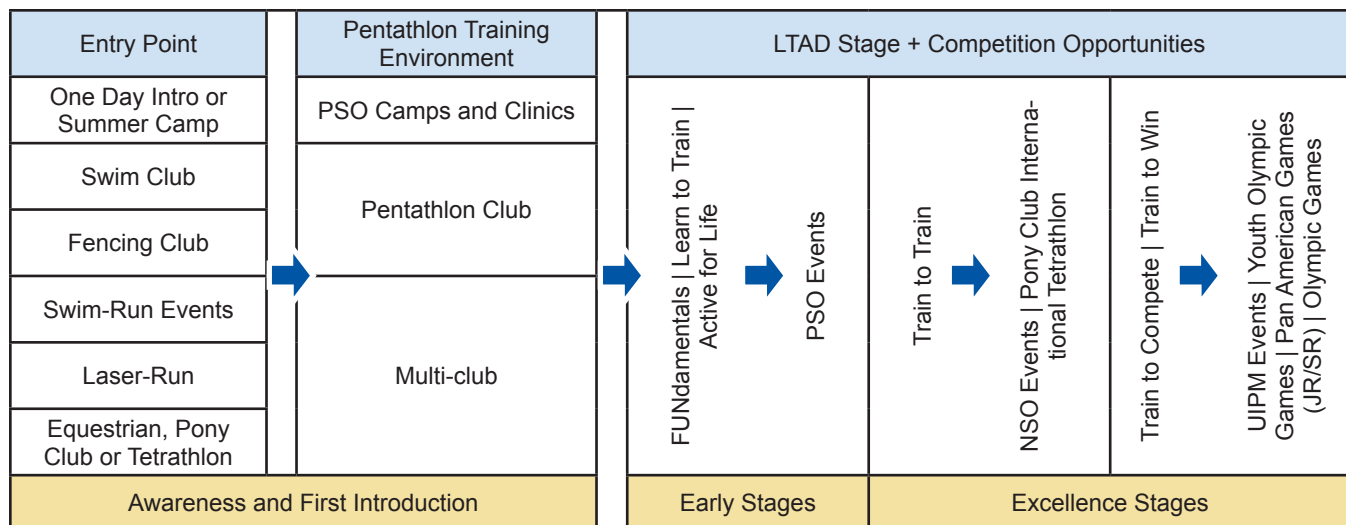 Entry Point
Pentathlon Training
Environment
LTAD Stage + Competition Opportunities
One Day Intro or
Summer Camp
Swim Club
Fencing Club
Swim-Run Events
Laser-Run
Equestrian, Pony
Club or Tetrathlon
PSO Camps and Clinics
Pentathlon Club
Multi-club
FUNdamentals | Learn to Train |
Active for Life
PSO Events
Train to Train
NSO Events | Pony Club Interna-
tional Tetrathlon
Train to Compete | Train to Win
UIPM Events | Youth Olympic
Games | Pan American Games
(JR/SR) | Olympic Games
Awareness and First Introduction
Early Stages
Excellence Stages